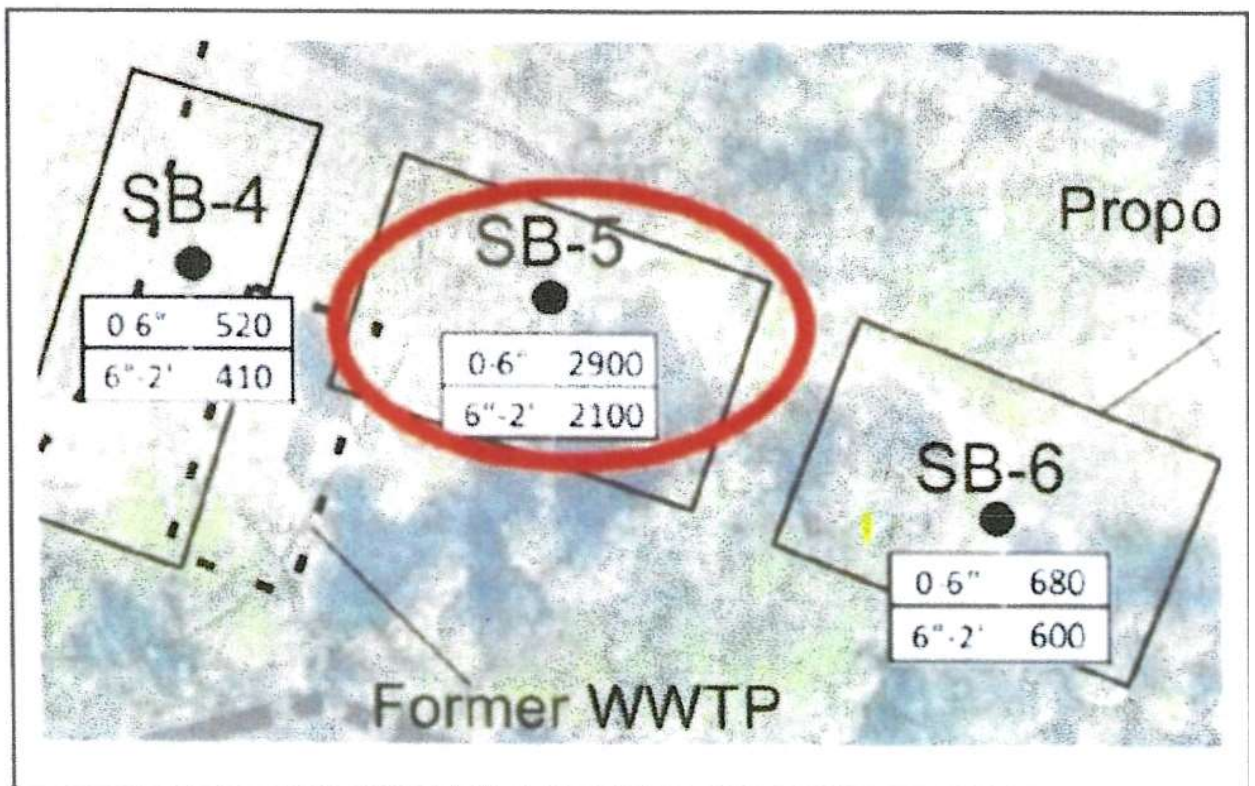 SB-4
0-6" 520
6"-2' 410
SB-5
0-6" 2900
6"-2' 2100
Propo
SB-6
0-6" 680
6"-2' 600
Former WWTP